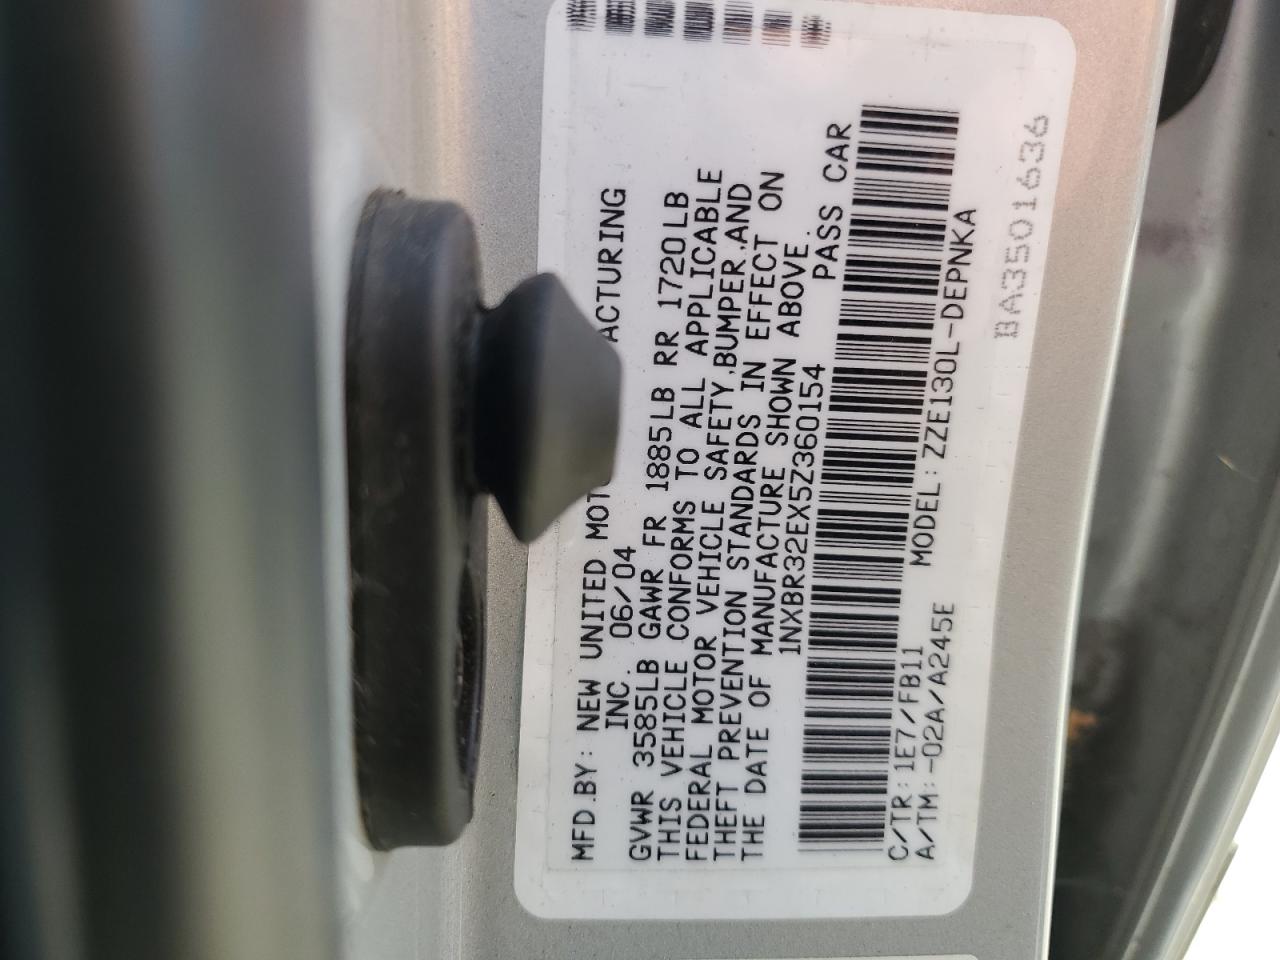 MFD.BY: NEW UNITED MOT ACTURING
INC. 06/04
GVWR 3585LB GAWR FR 1885LB RR 1720LB
THIS VEHICLE CONFORMS TO ALL APPLICABLE
FEDERAL MOTOR VEHICLE SAFETY,BUMPER,AND
THEFT PREVENTION STANDARDS IN EFFECT ON
THE DATE OF MANUFACTURE SHOWN ABOVE.
1NXBR32EX5Z360154 PASS CAR
C/TR: 1E7/FB11 MODEL: ZZE130L-DEPNKA
A/TM:-02A/A245E
BA3501636